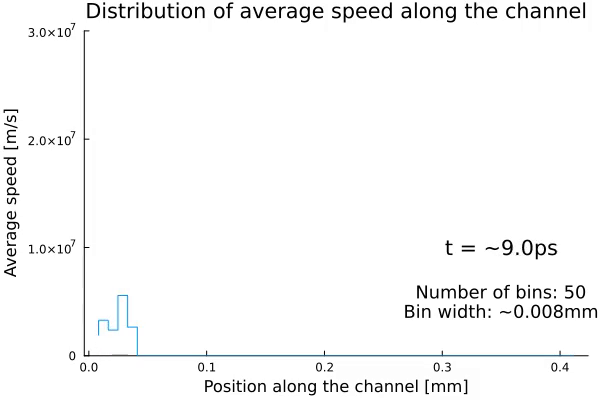 Distribution of average speed along the channel
3.0×10⁷
2.0×10⁷
1.0×10⁷
0
Average speed [m/s]
t = ~9.0ps
Number of bins: 50
Bin width: ~0.008mm
0.0 0.1 0.2 0.3 0.4
Position along the channel [mm]